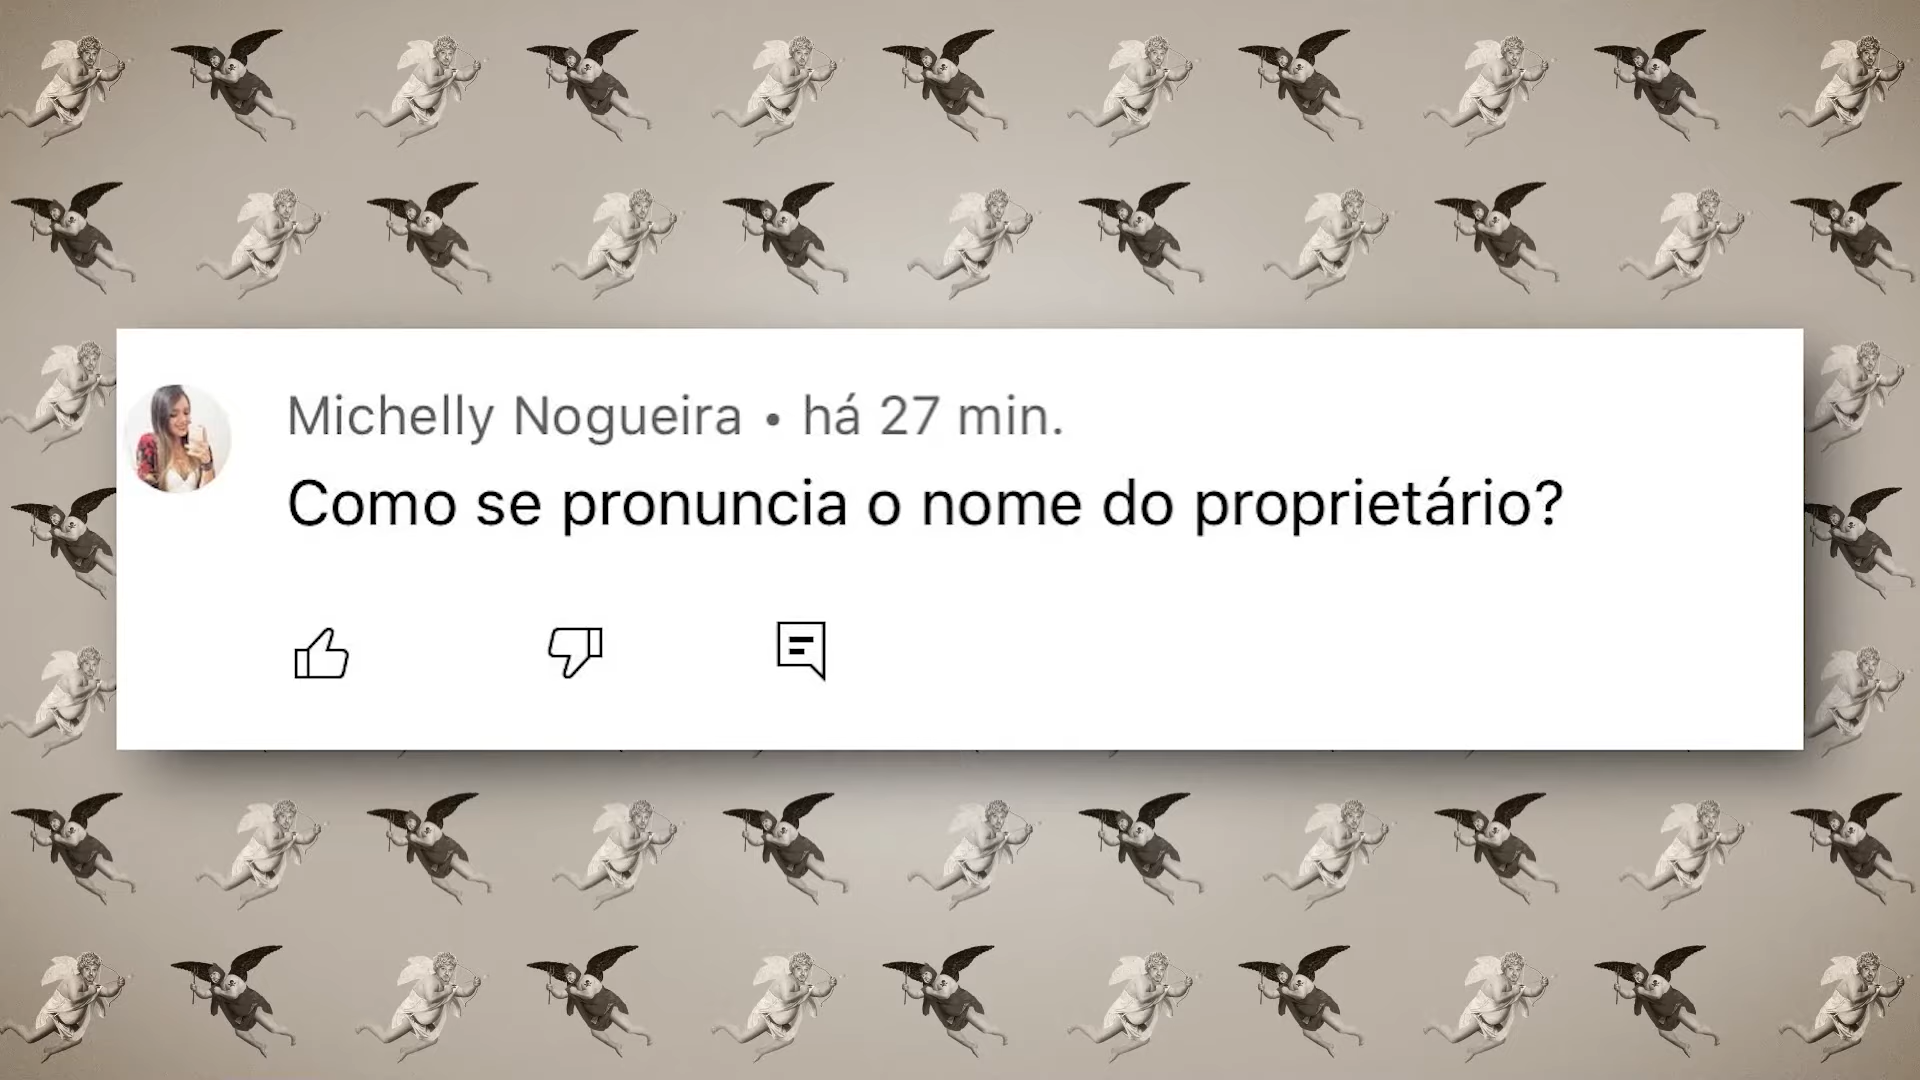 Michelly Nogueira • há 27 min.
Como se pronuncia o nome do proprietário?